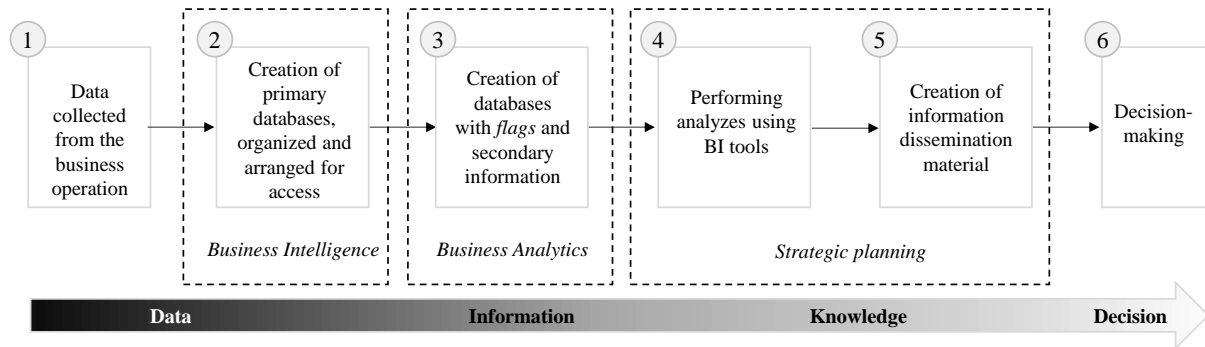 1
Data
collected
from the
business
operation
2
Creation of
primary
databases,
organized and
arranged for
access
3
Creation of
databases
with flags and
secondary
information
4
Performing
analyzes using
BI tools
5
Creation of
information
dissemination
material
6
Decision-
making
Business Intelligence
Business Analytics
Strategic planning
Data
Information
Knowledge
Decision